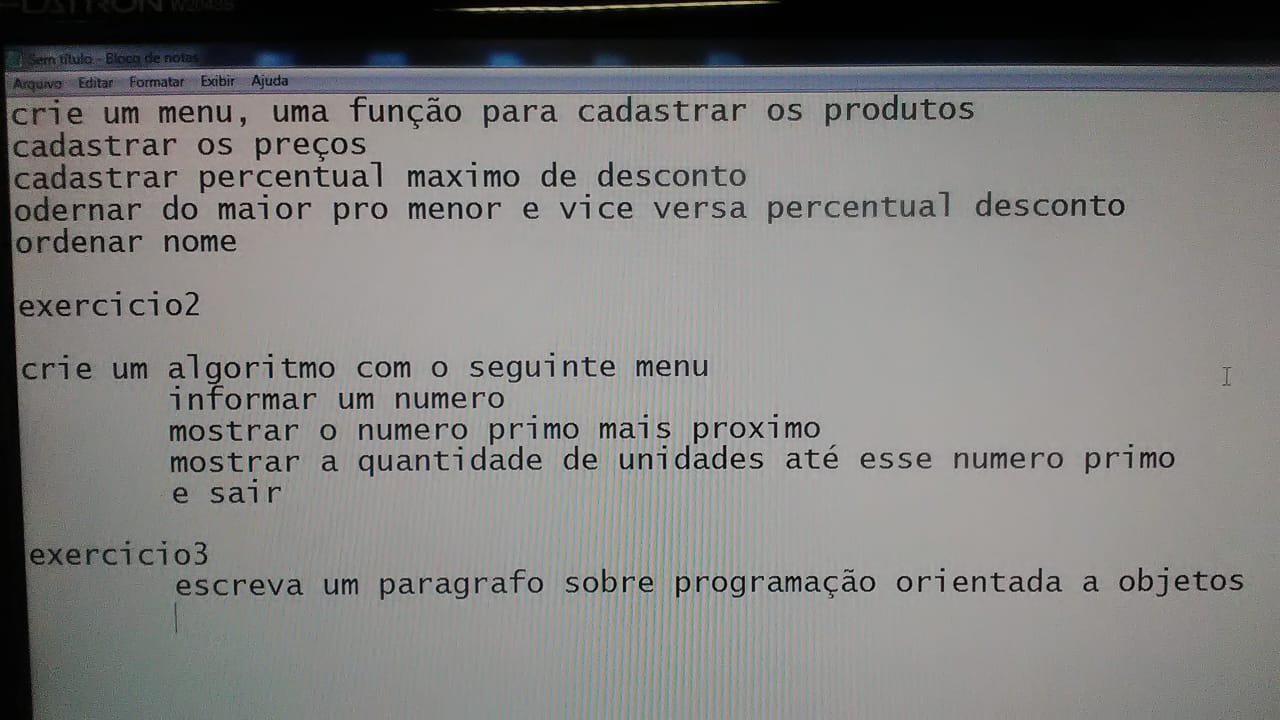 Sem título - Bloco de notas
Arquivo Editar Formatar Exibir Ajuda
crie um menu, uma função para cadastrar os produtos
cadastrar os preços
cadastrar percentual maximo de desconto
odernar do maior pro menor e vice versa percentual desconto
ordenar nome
exercicio2
crie um algoritmo com o seguinte menu
informar um numero
mostrar o numero primo mais proximo
mostrar a quantidade de unidades até esse numero primo
e sair
exercicio3
escreva um paragrafo sobre programação orientada a objetos